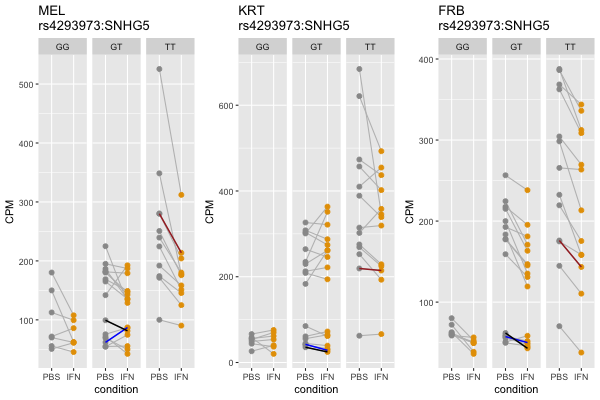 MEL
rs4293973:SNHG5
GG GT TT
500
400
300
200
100
CPM
PBS IFN PBS IFN PBS IFN
condition
KRT
rs4293973:SNHG5
GG GT TT
600
400
200
0
CPM
PBS IFN PBS IFN PBS IFN
condition
FRB
rs4293973:SNHG5
GG GT TT
400
300
200
100
CPM
PBS IFN PBS IFN PBS IFN
condition